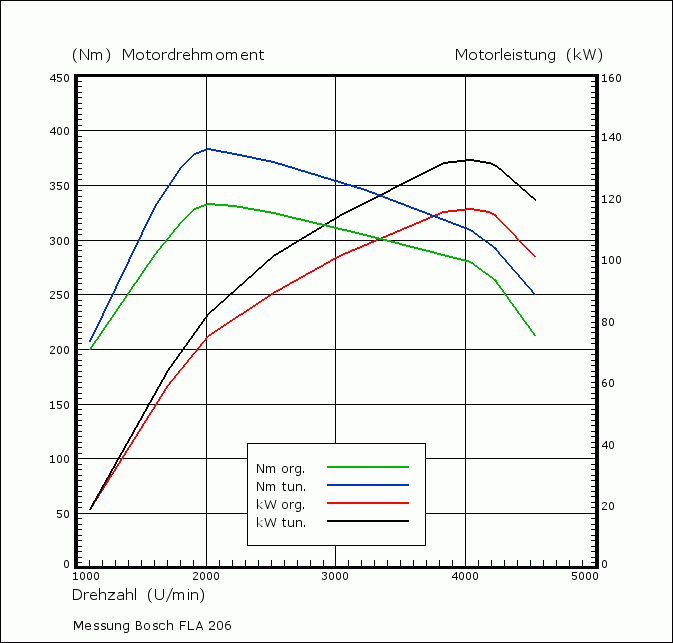 (Nm) Motordrehmoment Motorleistung (kW)
450 160
400 140
350 120
300 100
250 80
200 60
150 40
100 20
50 0
0
Nm org.
Nm tun.
kW org.
kW tun.
1000 2000 3000 4000 5000
Drehzahl (U/min)
Messung Bosch FLA 206